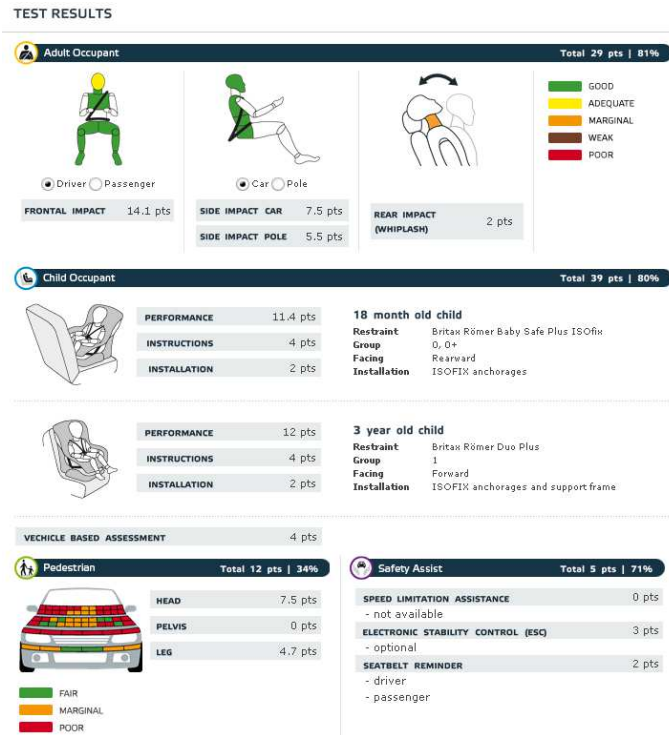 TEST RESULTS
Adult Occupant Total 29 pts | 81%
GOOD
ADEQUATE
MARGINAL
WEAK
POOR
Driver Passenger
Car Pole
FRONTAL IMPACT 14.1 pts
SIDE IMPACT CAR 7.5 pts
SIDE IMPACT POLE 5.5 pts
REAR IMPACT
(WHIPLASH) 2 pts
Child Occupant Total 39 pts | 80%
PERFORMANCE 11.4 pts
INSTRUCTIONS 4 pts
INSTALLATION 2 pts
18 month old child
Restraint Britax Römer Baby Safe Plus ISOfix
Group 0, 0+
Facing Rearward
Installation ISOFIX anchorages
PERFORMANCE 12 pts
INSTRUCTIONS 4 pts
INSTALLATION 2 pts
3 year old child
Restraint Britax Römer Duo Plus
Group 1
Facing Forward
Installation ISOFIX anchorages and support frame
VECHICLE BASED ASSESSMENT 4 pts
Pedestrian Total 12 pts | 34%
HEAD 7.5 pts
PELVIS 0 pts
LEG 4.7 pts
FAIR
MARGINAL
POOR
Safety Assist Total 5 pts | 71%
SPEED LIMITATION ASSISTANCE 0 pts
- not available
ELECTRONIC STABILITY CONTROL (ESC) 3 pts
- optional
SEATBELT REMINDER 2 pts
- driver
- passenger